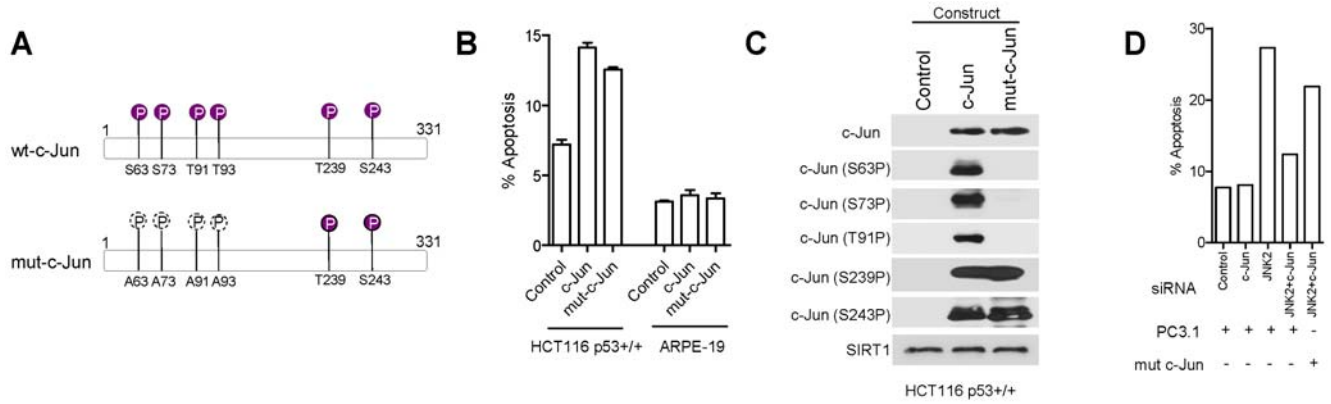 A
1
331
P P P P P P
wt-c-Jun
S63 S73 T91 T93 T239 S243
1
331
P P P P P P
mut-c-Jun
A63 A73 A91 A93 T239 S243
B
% Apoptosis
15
10
5
0
Control
c-Jun
mut-c-Jun
Control
c-Jun
mut-c-Jun
HCT116 p53+/+
ARPE-19
C
Construct
Control
c-Jun
mut-c-Jun
c-Jun
c-Jun (S63P)
c-Jun (S73P)
c-Jun (T91P)
c-Jun (S239P)
c-Jun (S243P)
SIRT1
HCT116 p53+/+
D
% Apoptosis
30
20
10
0
siRNA
Control
c-Jun
JNK2
JNK2+c-Jun
JNK2+c-Jun
PC3.1 + + + + -
mut c-Jun - - - - +